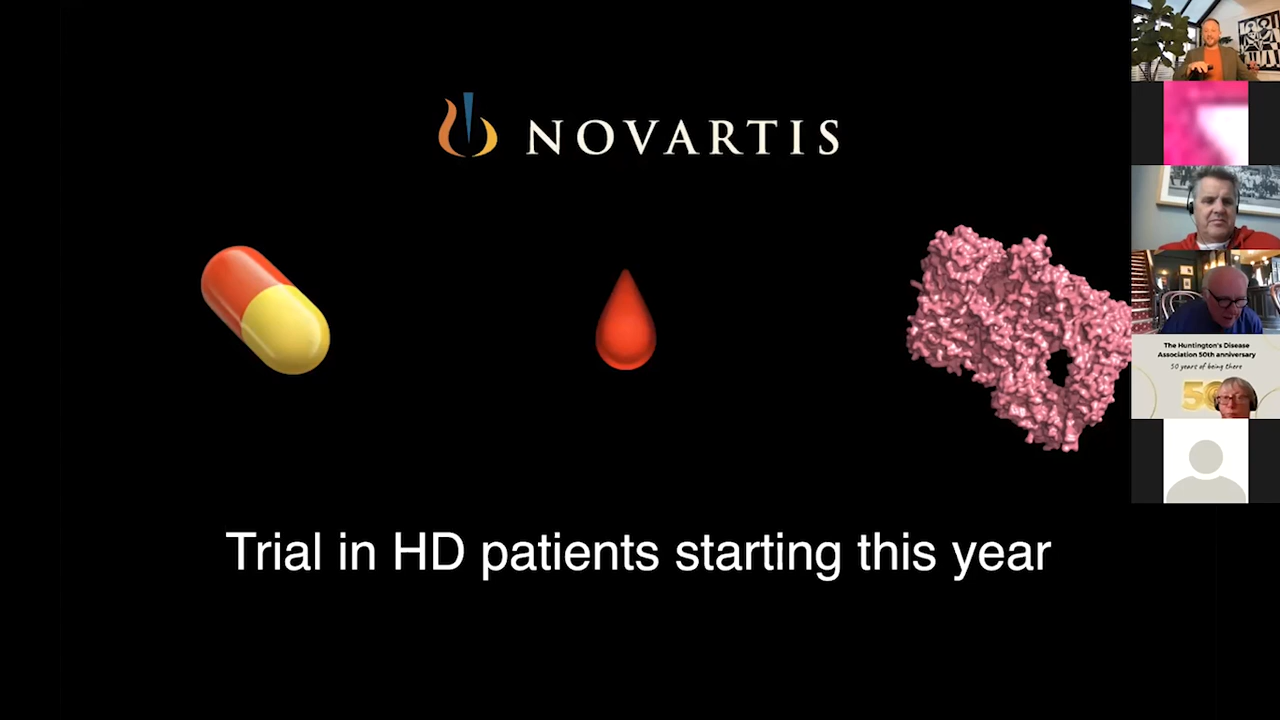 NOVARTIS
The Huntington's Disease
Association 50th anniversary
50 years of being there
50
Trial in HD patients starting this year